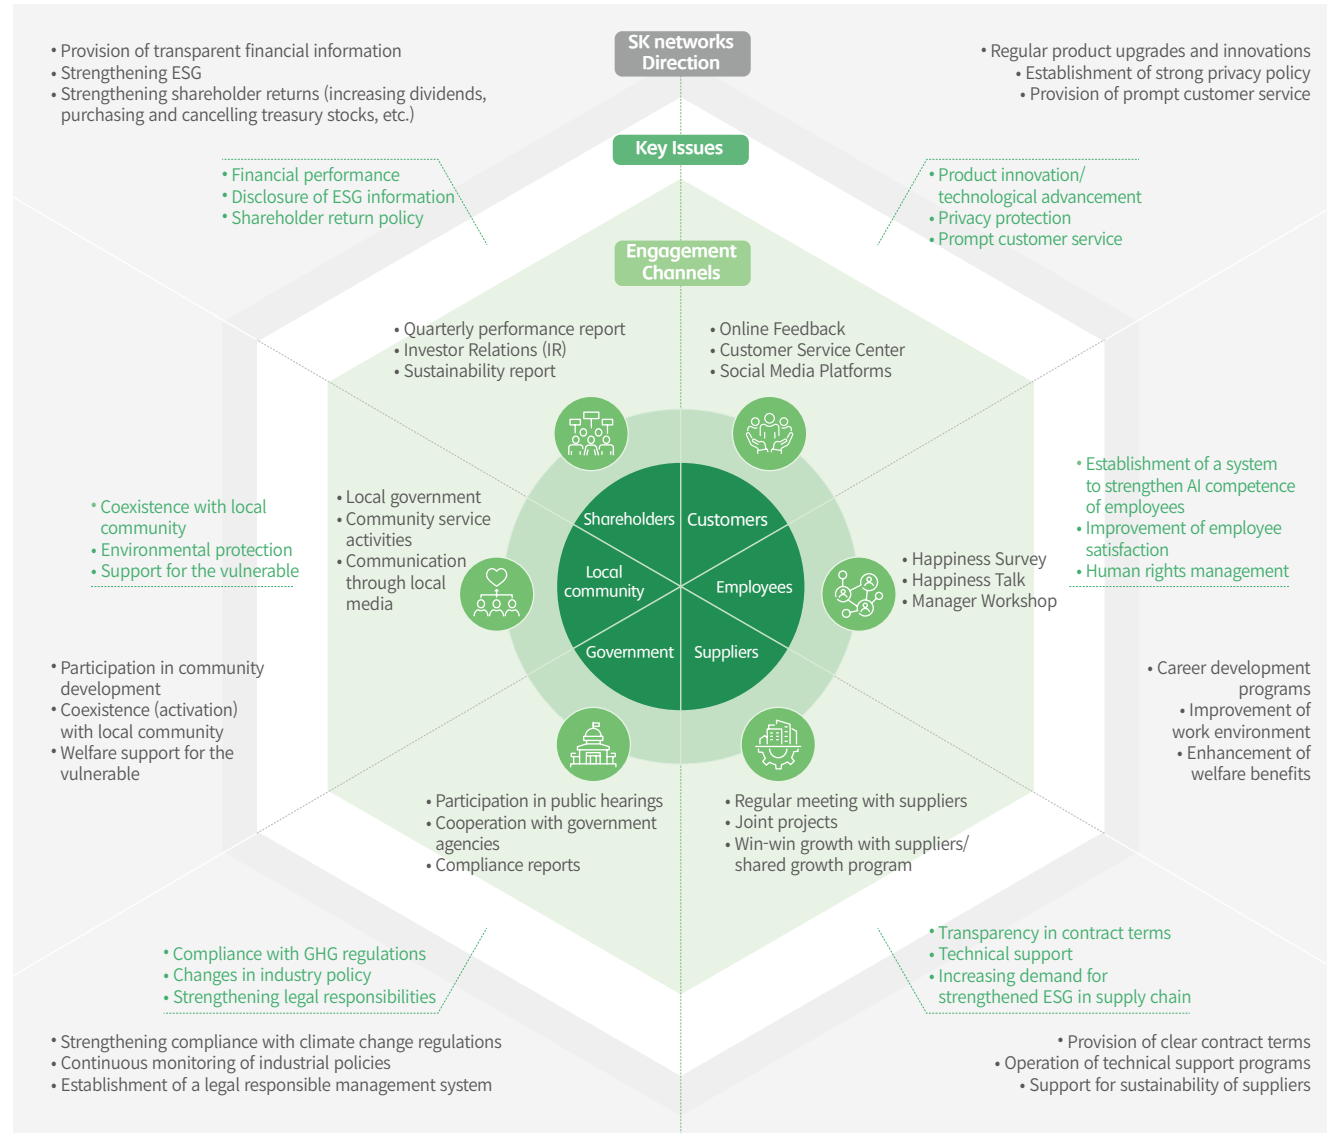 SK networks
Direction
• Provision of transparent financial information
• Strengthening ESG
• Strengthening shareholder returns (increasing dividends,
purchasing and cancelling treasury stocks, etc.)
• Regular product upgrades and innovations
• Establishment of strong privacy policy
• Provision of prompt customer service
Key Issues
• Financial performance
• Disclosure of ESG information
• Shareholder return policy
• Product innovation/
technological advancement
• Privacy protection
• Prompt customer service
Engagement
Channels
• Quarterly performance report
• Investor Relations (IR)
• Sustainability report
• Online Feedback
• Customer Service Center
• Social Media Platforms
• Coexistence with local
community
• Environmental protection
• Support for the vulnerable
• Local government
• Community service
activities
• Communication
through local
media
Shareholders
Customers
Local
community
Employees
Government
Suppliers
• Happiness Survey
• Happiness Talk
• Manager Workshop
• Establishment of a system
to strengthen AI competence
of employees
• Improvement of employee
satisfaction
• Human rights management
• Participation in community
development
• Coexistence (activation)
with local community
• Welfare support for the
vulnerable
• Career development
programs
• Improvement of
work environment
• Enhancement of
welfare benefits
• Participation in public hearings
• Cooperation with government
agencies
• Compliance reports
• Regular meeting with suppliers
• Joint projects
• Win-win growth with suppliers/
shared growth program
• Compliance with GHG regulations
• Changes in industry policy
• Strengthening legal responsibilities
• Transparency in contract terms
• Technical support
• Increasing demand for
strengthened ESG in supply chain
• Strengthening compliance with climate change regulations
• Continuous monitoring of industrial policies
• Establishment of a legal responsible management system
• Provision of clear contract terms
• Operation of technical support programs
• Support for sustainability of suppliers